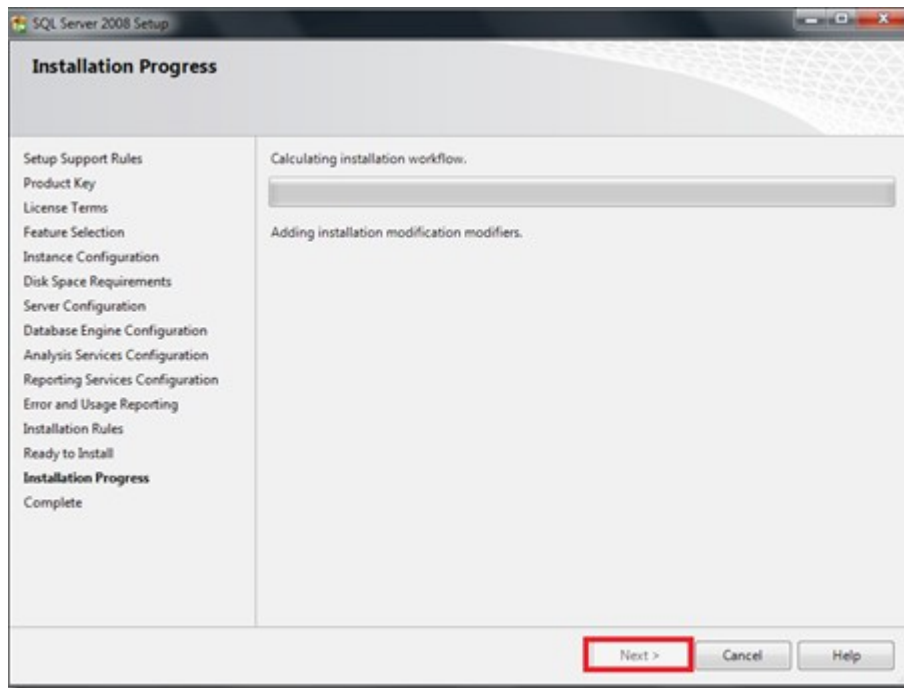 SQL Server 2008 Setup
Installation Progress
Setup Support Rules
Product Key
License Terms
Feature Selection
Instance Configuration
Disk Space Requirements
Server Configuration
Database Engine Configuration
Analysis Services Configuration
Reporting Services Configuration
Error and Usage Reporting
Installation Rules
Ready to Install
Installation Progress
Complete
Calculating installation workflow.
Adding installation modification modifiers.
Next >
Cancel
Help